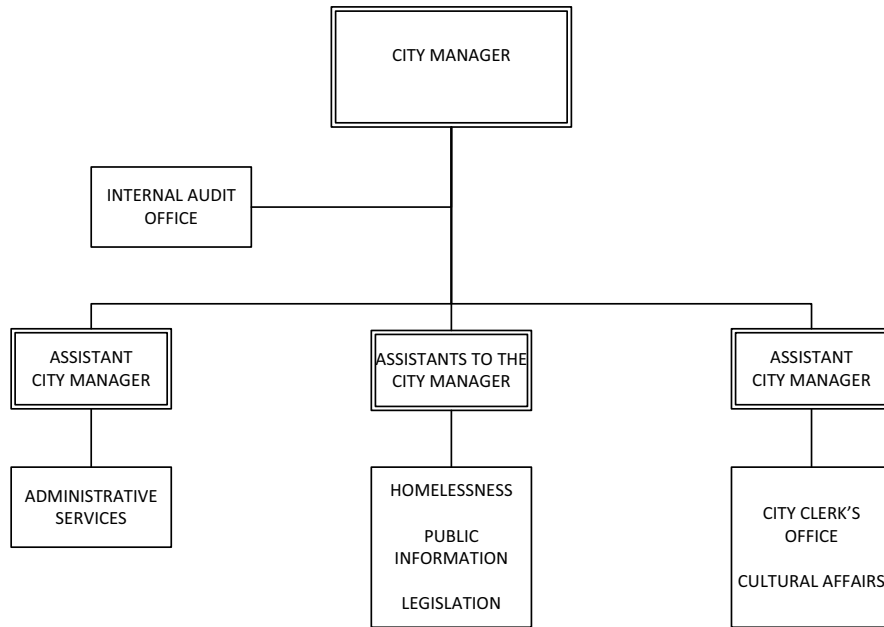 CITY MANAGER
INTERNAL AUDIT
OFFICE
ASSISTANT
CITY MANAGER
ASSISTANTS TO THE
CITY MANAGER
ASSISTANT
CITY MANAGER
ADMINISTRATIVE
SERVICES
HOMELESSNESS
PUBLIC
INFORMATION
LEGISLATION
CITY CLERK’S
OFFICE
CULTURAL AFFAIRS